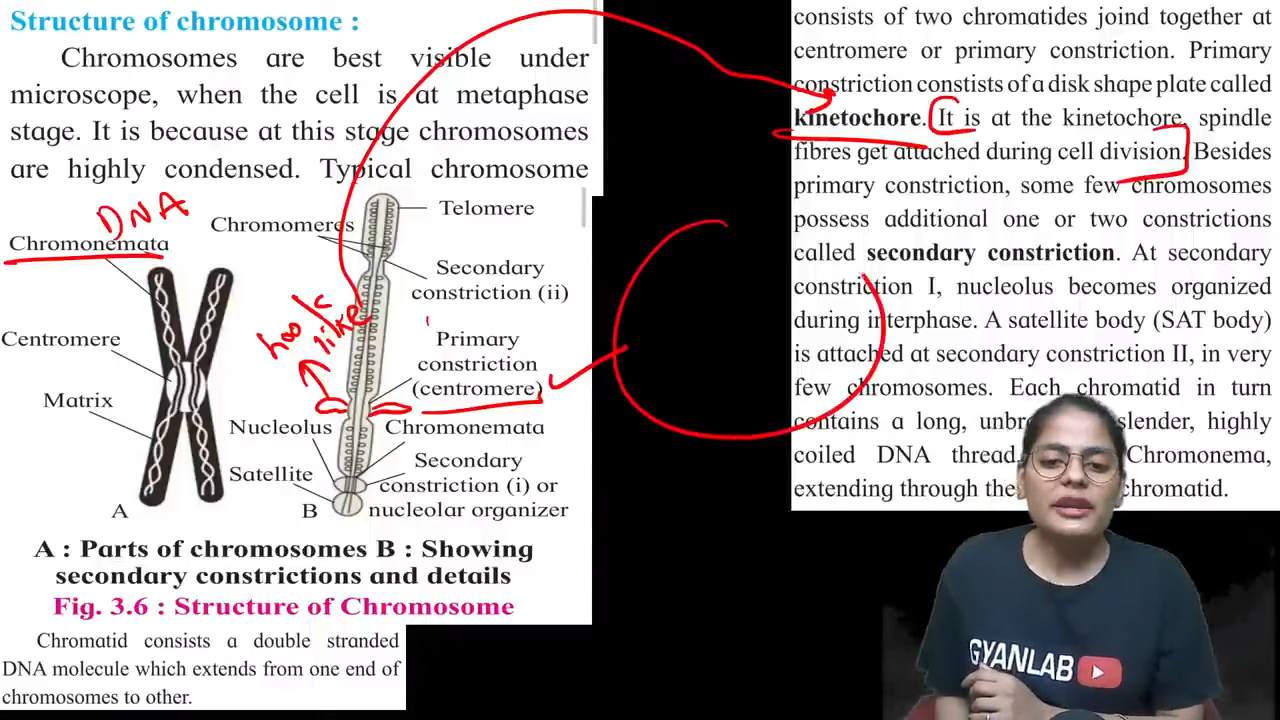 Structure of chromosome :
Chromosomes are best visible under
microscope, when the cell is at metaphase
stage. It is because at this stage chromosomes
are highly condensed. Typical chromosome
DNA
Chromonemata
Centromere
Matrix
A
Chromomeres
Telomere
Secondary
constriction (ii)
hook
like
Primary
constriction
(centromere)
Nucleolus
Chromonemata
Satellite
Secondary
constriction (i) or
nucleolar organizer
B
A : Parts of chromosomes B : Showing
secondary constrictions and details
Fig. 3.6 : Structure of Chromosome
Chromatid consists a double stranded
DNA molecule which extends from one end of
chromosomes to other.
consists of two chromatides joind together at
centromere or primary constriction. Primary
constriction constists of a disk shape plate called
kinetochore. It is at the kinetochore, spindle
fibres get attached during cell division. Besides
primary constriction, some few chromosomes
possess additional one or two constrictions
called secondary constriction. At secondary
constriction I, nucleolus becomes organized
during interphase. A satellite body (SAT body)
is attached at secondary constriction II, in very
few chromosomes. Each chromatid in turn
contains a long, slender, highly
coiled DNA thread Chromonema,
extending through the chromatid.
GYANLAB